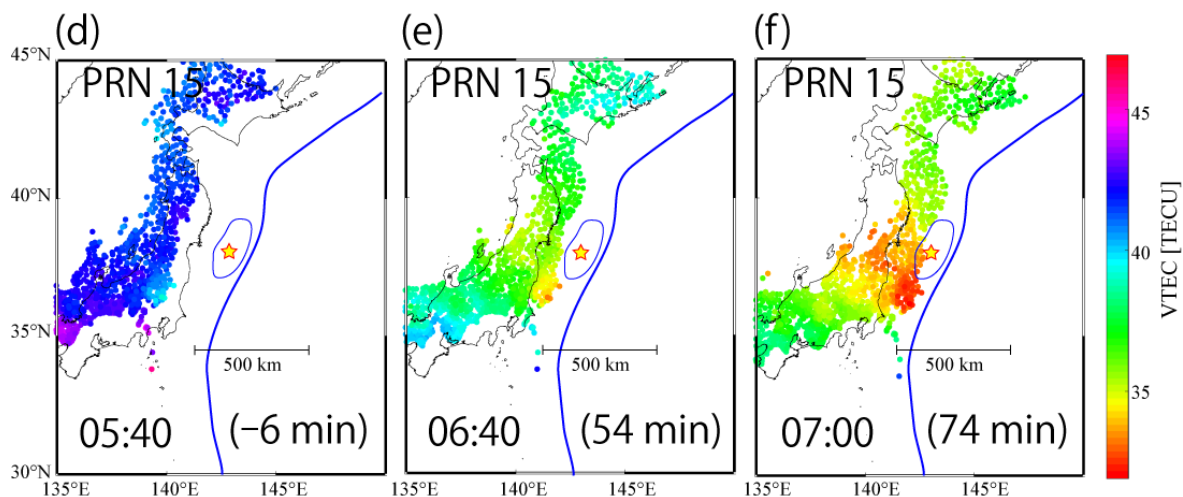 (d) (e) (f)
45°N
PRN 15 PRN 15 PRN 15
45
40°N
40
VTEC [TECU]
35°N
35
500 km 500 km 500 km
05:40 (−6 min) 06:40 (54 min) 07:00 (74 min)
30°N
135°E 140°E 145°E 135°E 140°E 145°E 135°E 140°E 145°E